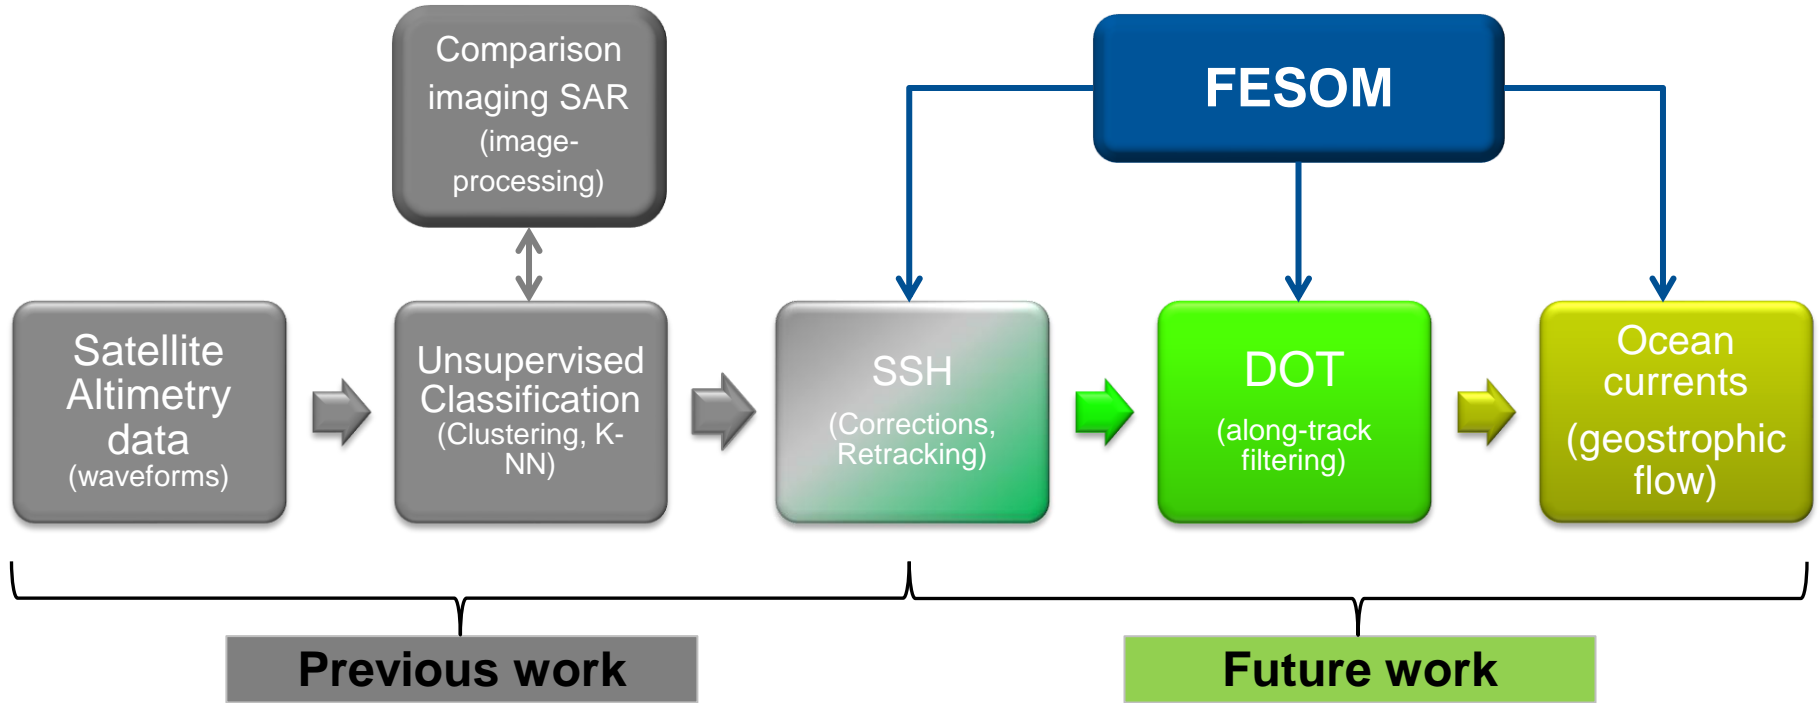 Comparison
imaging SAR
(image-
processing)
FESOM
Satellite
Altimetry
data
(waveforms)
Unsupervised
Classification
(Clustering, K-
NN)
SSH
(Corrections,
Retracking)
DOT
(along-track
filtering)
Ocean
currents
(geostrophic
flow)
Previous work
Future work